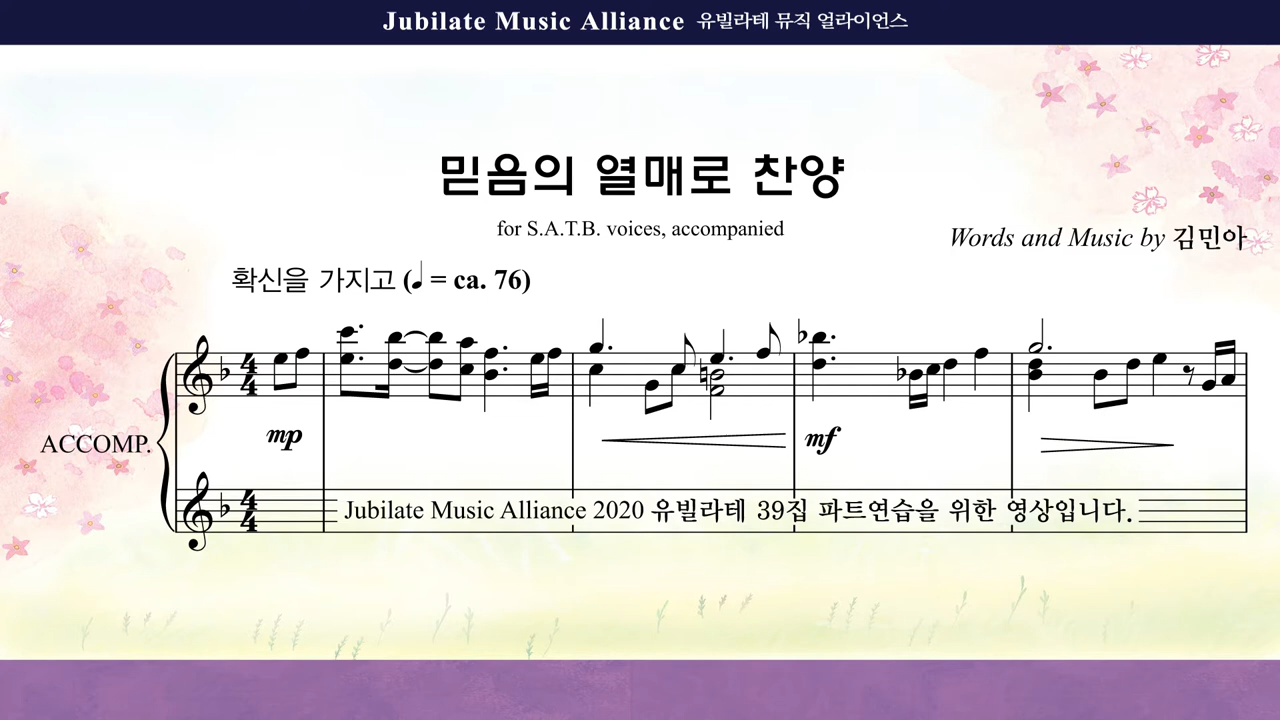 Jubilate Music Alliance 유빌라테 뮤직 얼라이언스
믿음의 열매로 찬양
for S.A.T.B. voices, accompanied
Words and Music by 김민아
확신을 가지고 (♩ = ca. 76)
mp
mf
ACCOMP.
Jubilate Music Alliance 2020 유빌라테 39집 파트연습을 위한 영상입니다.